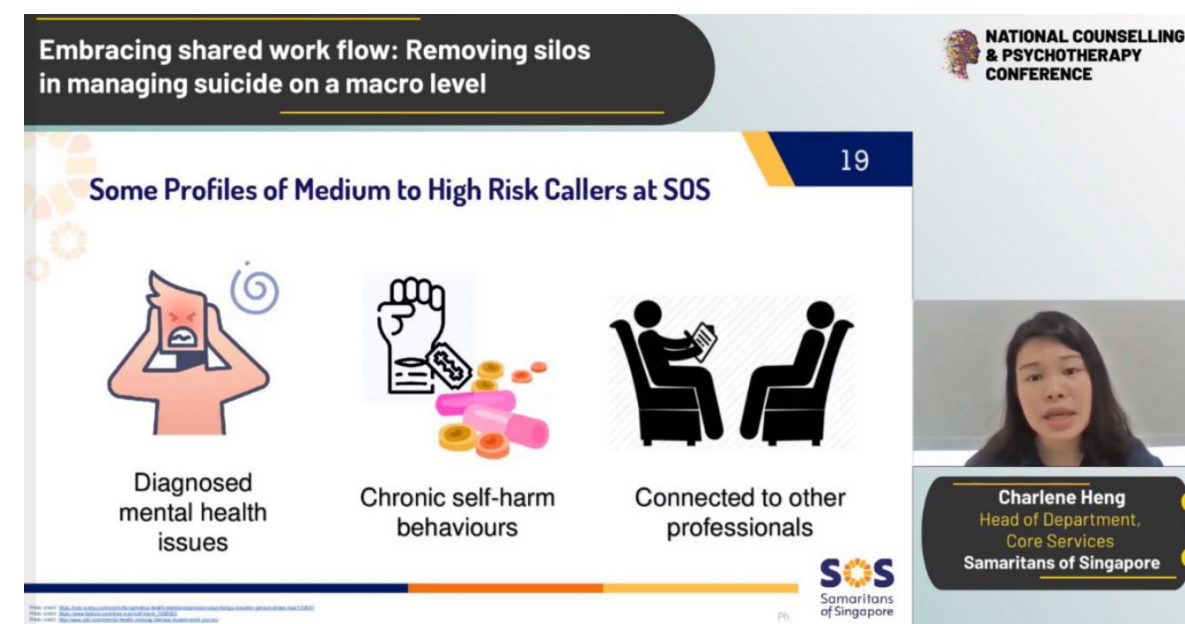 Embracing shared work flow: Removing silos
in managing suicide on a macro level
NATIONAL COUNSELLING
& PSYCHOTHERAPY
CONFERENCE
19
Some Profiles of Medium to High Risk Callers at SOS
Diagnosed
mental health
issues
Chronic self-harm
behaviours
Connected to other
professionals
Charlene Heng
Head of Department,
Core Services
Samaritans of Singapore
SOS
Samaritans
of Singapore
Ph